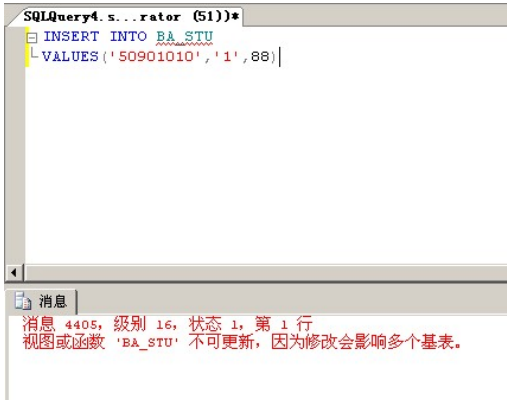 SQLQuery4.s...rator (51))*
INSERT INTO BA_STU
VALUES('50901010','1',88)
消息
消息 4405，级别 16，状态 1，第 1 行
视图或函数 'BA_STU' 不可更新，因为修改会影响多个基表。